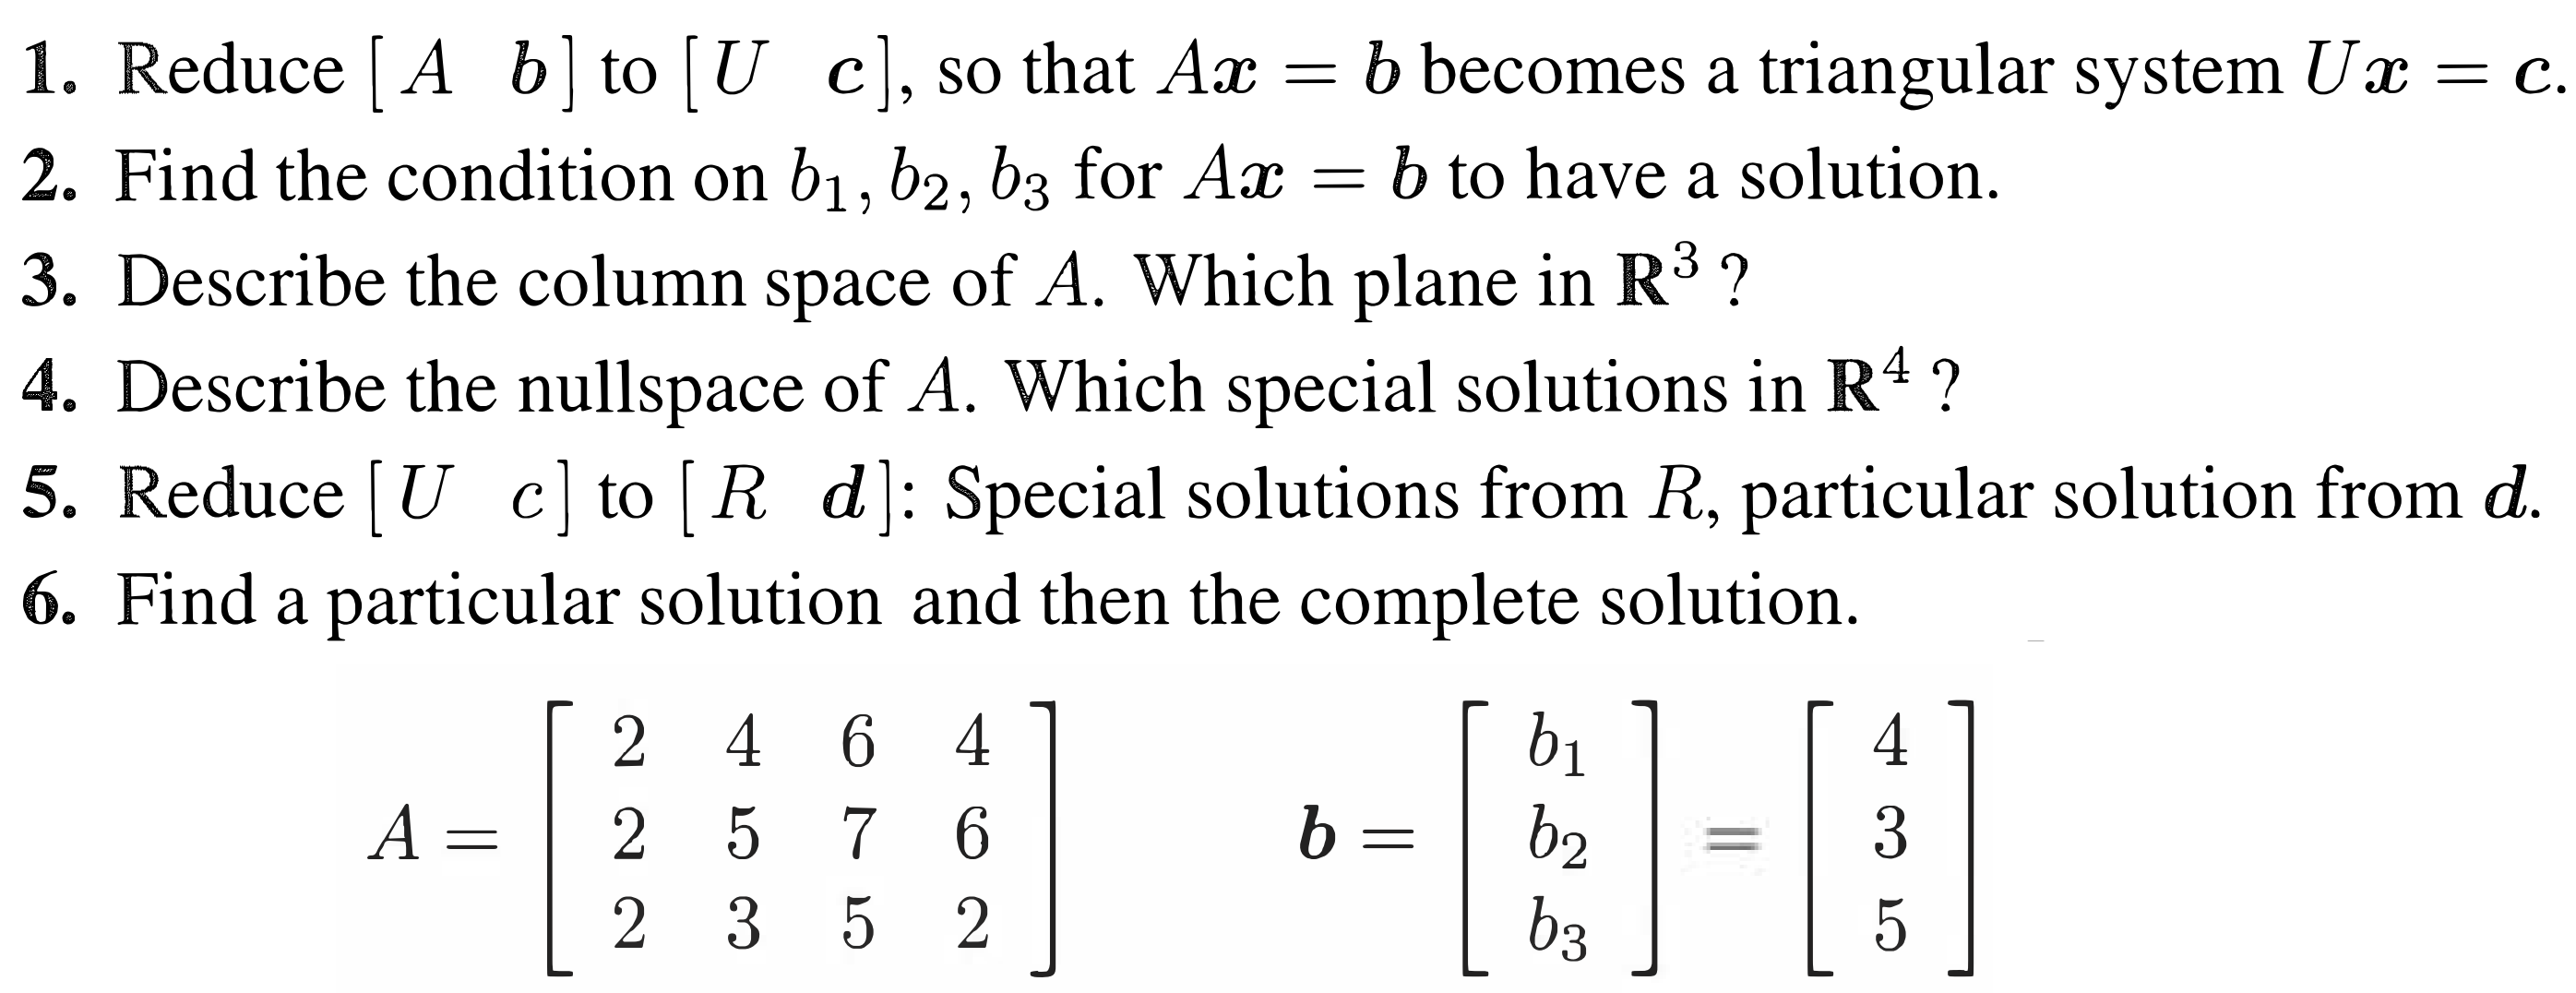 1. Reduce [ A b ] to [ U c ], so that Ax = b becomes a triangular system Ux = c.
2. Find the condition on b₁, b₂, b₃ for Ax = b to have a solution.
3. Describe the column space of A. Which plane in R³ ?
4. Describe the nullspace of A. Which special solutions in R⁴ ?
5. Reduce [ U c ] to [ R d ]: Special solutions from R, particular solution from d.
6. Find a particular solution and then the complete solution.
2 4 6 4 b₁ 4
A = 2 5 7 6 b = b₂ = 3
2 3 5 2 b₃ 5